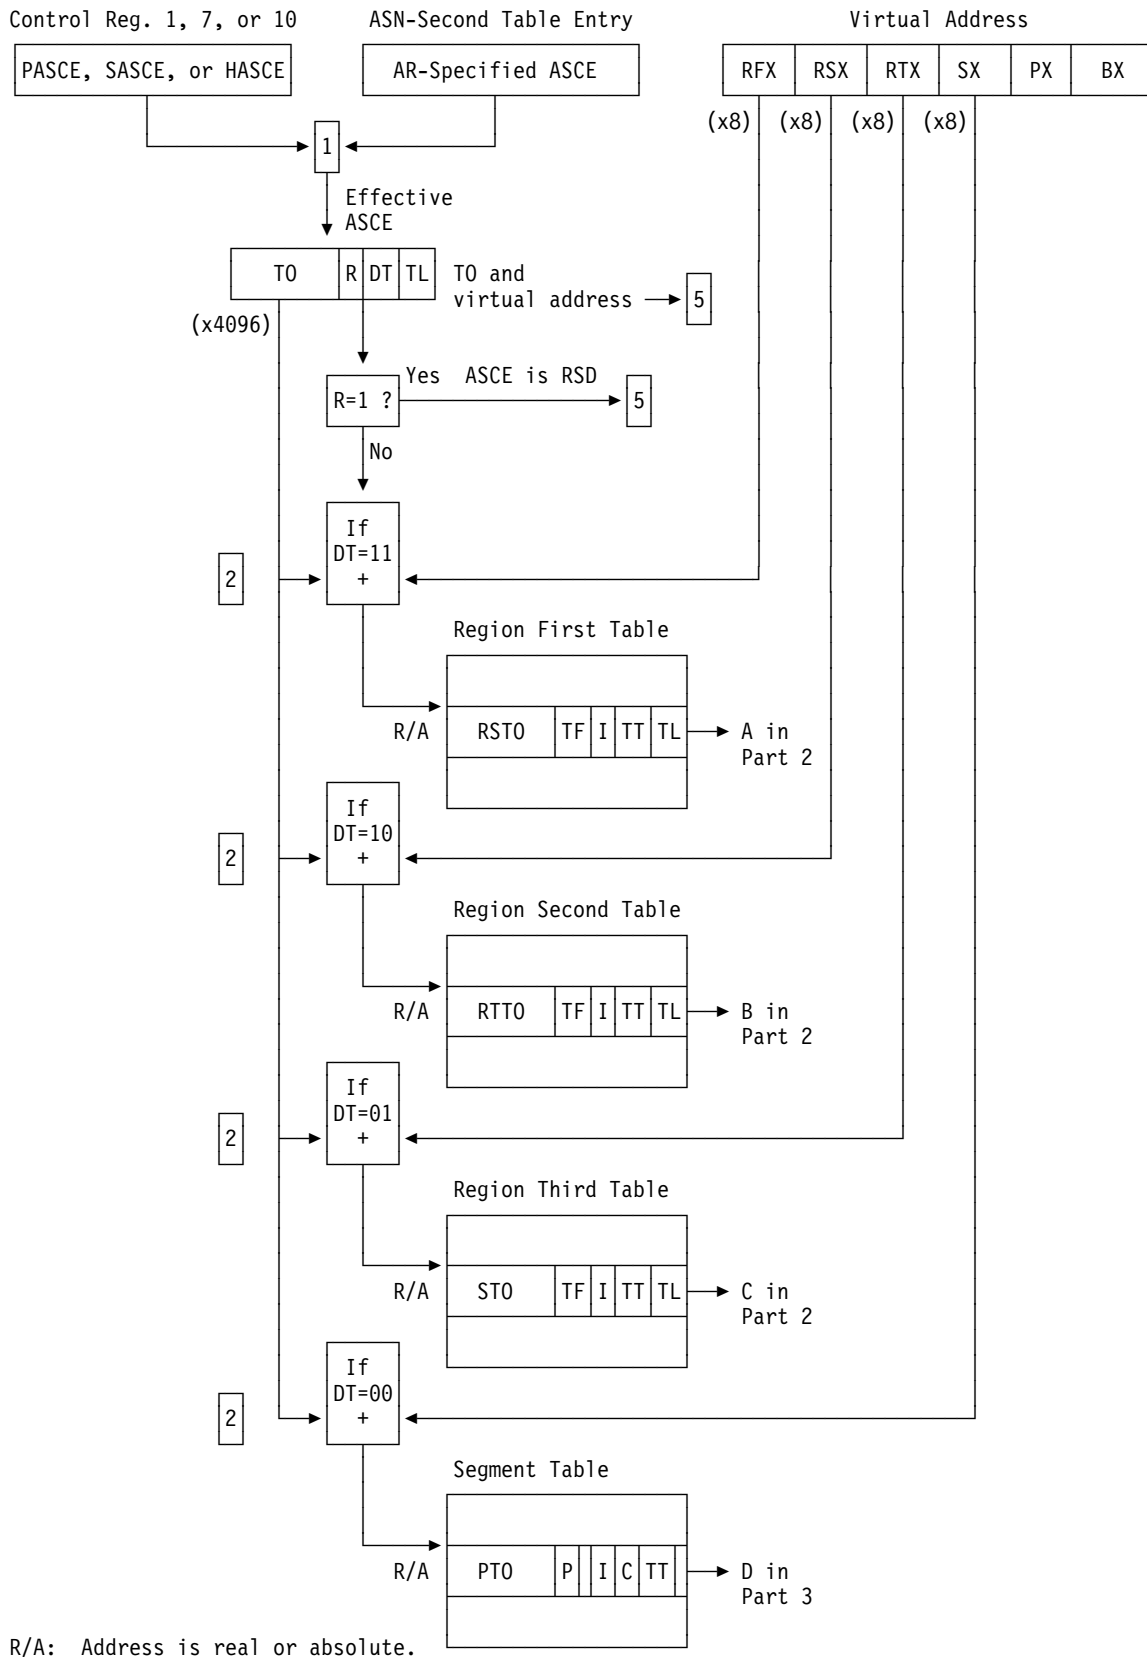 Control Reg. 1, 7, or 10 ASN-Second Table Entry Virtual Address
PASCE, SASCE, or HASCE AR-Specified ASCE RFX RSX RTX SX PX BX
(x8) (x8) (x8) (x8)
1
Effective
ASCE
TO R DT TL TO and
virtual address 5
(x4096)
Yes ASCE is RSD
R=1 ? 5
No
If
DT=11
2 +
Region First Table
R/A RSTO TF I TT TL A in
Part 2
If
DT=10
2 +
Region Second Table
R/A RTTO TF I TT TL B in
Part 2
If
DT=01
2 +
Region Third Table
R/A STO TF I TT TL C in
Part 2
If
DT=00
2 +
Segment Table
R/A PTO P I C TT D in
Part 3
R/A: Address is real or absolute.